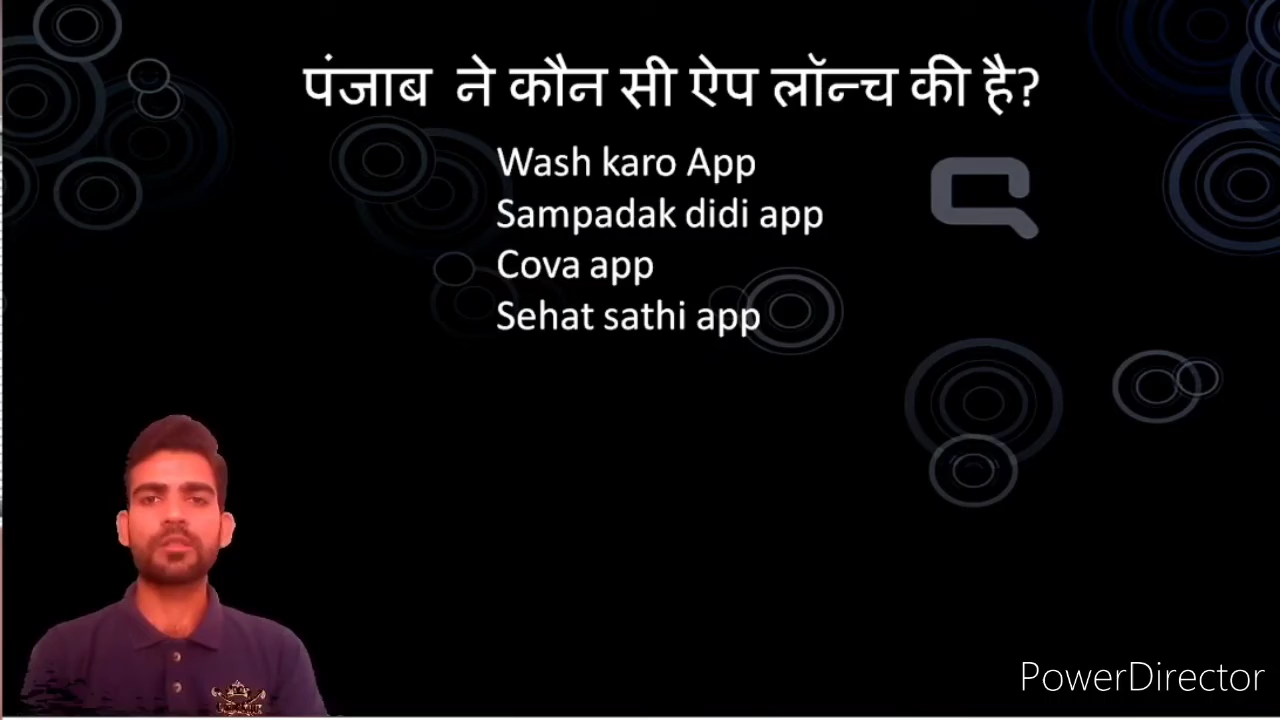 पंजाब ने कौन सी ऐप लॉन्च की है?
Wash karo App
Sampadak didi app
Cova app
Sehat sathi app
PowerDirector